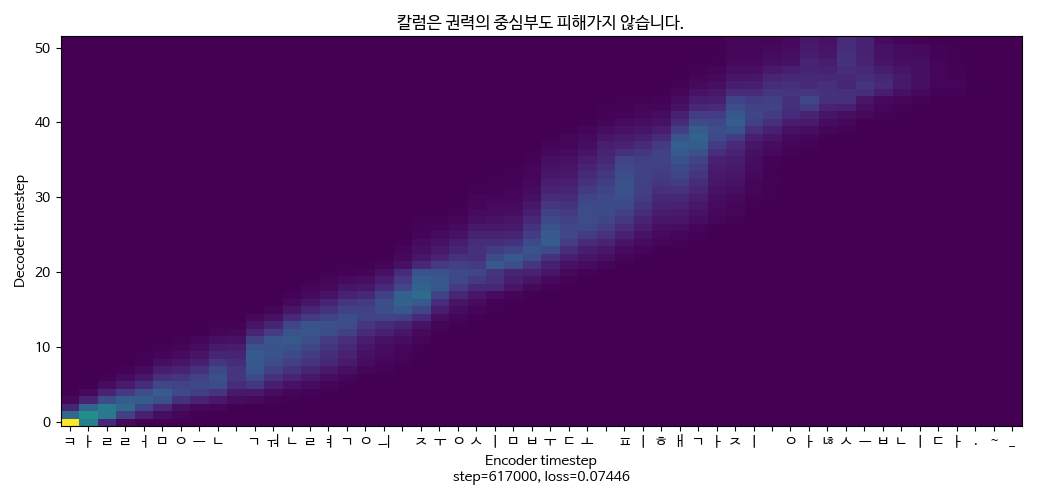 칼럼은 권력의 중심부도 피해가지 않습니다.
50
40
30
20
10
0
Decoder timestep
ㅋ ㅏ ㄹ ㄹ ㅓ ㅁ ㅇ ㅡ ㄴ ㄱ ㅝ ㄴ ㄹ ㅕ ㄱ ㅇ ㅢ ㅈ ㅜ ㅇ ㅅ ㅣ ㅁ ㅂ ㅜ ㄷ ㅗ ㅍ ㅣ ㅎ ㅐ ㄱ ㅏ ㅈ ㅣ ㅇ ㅏ ㄶ ㅅ ㅡ ㅂ ㄴ ㅣ ㄷ ㅏ . ~ _
Encoder timestep
step=617000, loss=0.07446